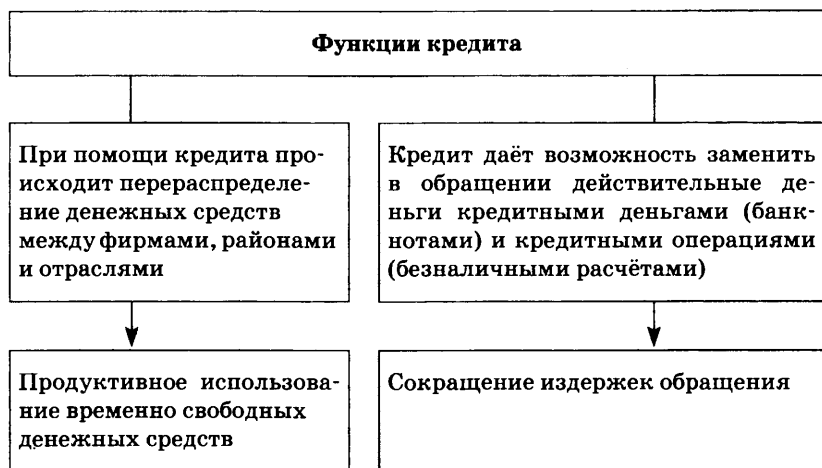 Функции кредита
При помощи кредита про-
исходит перераспределе-
ние денежных средств
между фирмами, районами
и отраслями
Кредит даёт возможность заменить
в обращении действительные де-
ньги кредитными деньгами (банк-
нотами) и кредитными операциями
(безналичными расчётами)
Продуктивное использова-
ние временно свободных
денежных средств
Сокращение издержек обращения